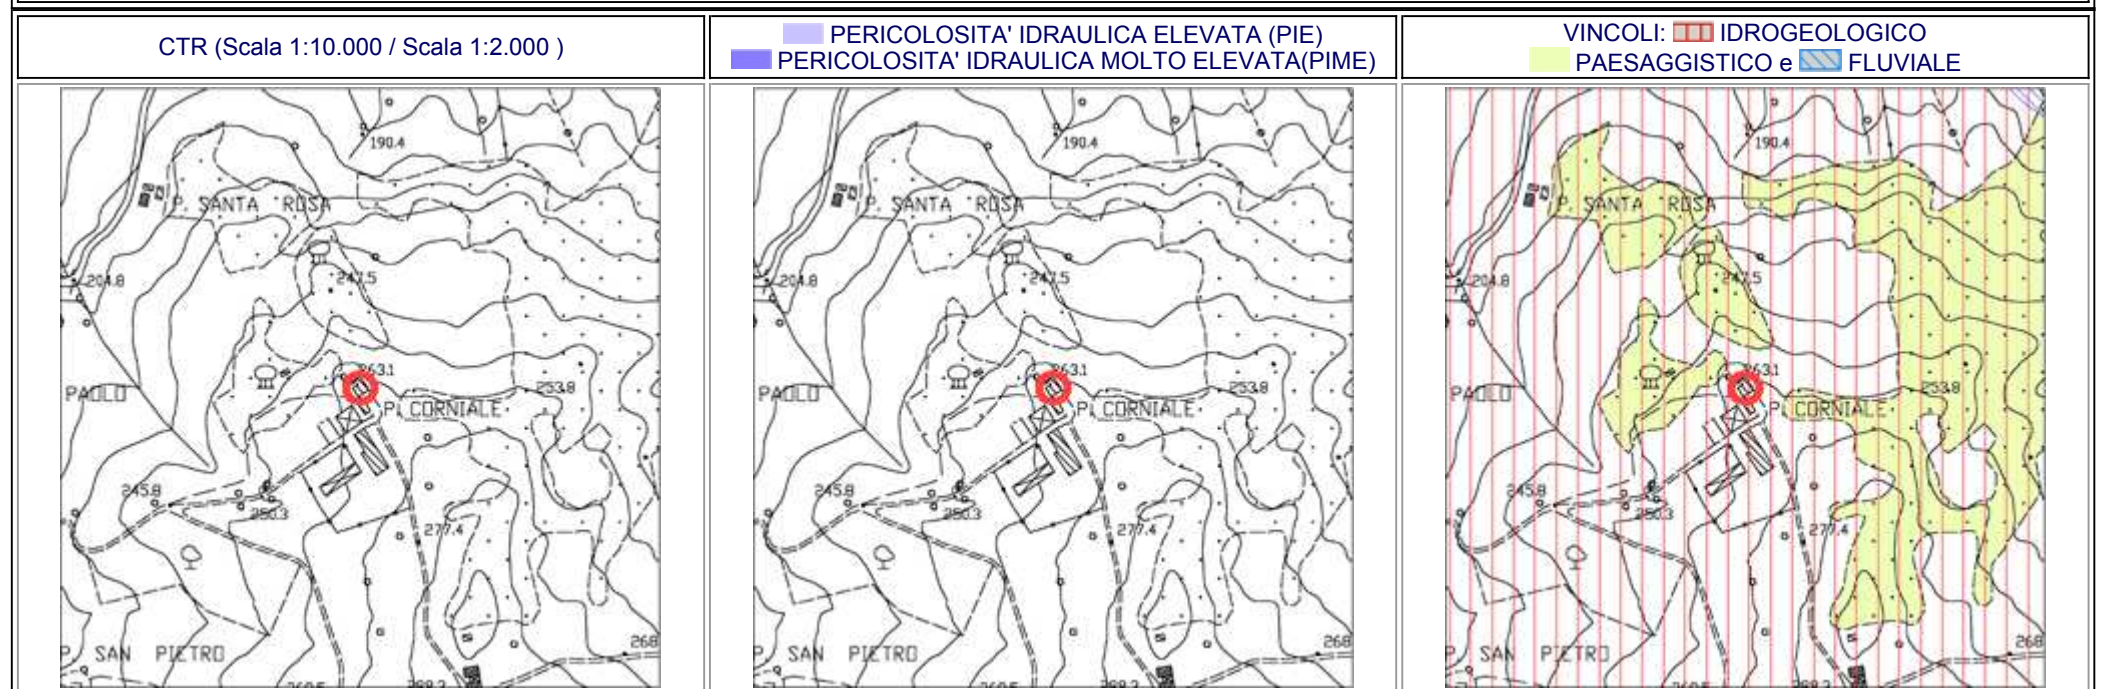 CTR (Scala 1:10.000 / Scala 1:2.000 )
PERICOLOSITA' IDRAULICA ELEVATA (PIE)
PERICOLOSITA' IDRAULICA MOLTO ELEVATA(PIME)
VINCOLI: IDROGEOLOGICO
PAESAGGISTICO e FLUVIALE
190.4
P. SANTA ROSA
247.5
204.8
263.1
PAOLO
253.8
P. CORNIALE
245.8
250.3
277.4
268
P. SAN PIETRO
190.4
P. SANTA ROSA
247.5
204.8
263.1
PAOLO
253.8
P. CORNIALE
245.8
250.3
277.4
268
P. SAN PIETRO
190.4
P. SANTA ROSA
247.5
204.8
263.1
PAOLO
253.8
P. CORNIALE
245.8
250.3
277.4
268
P. SAN PIETRO